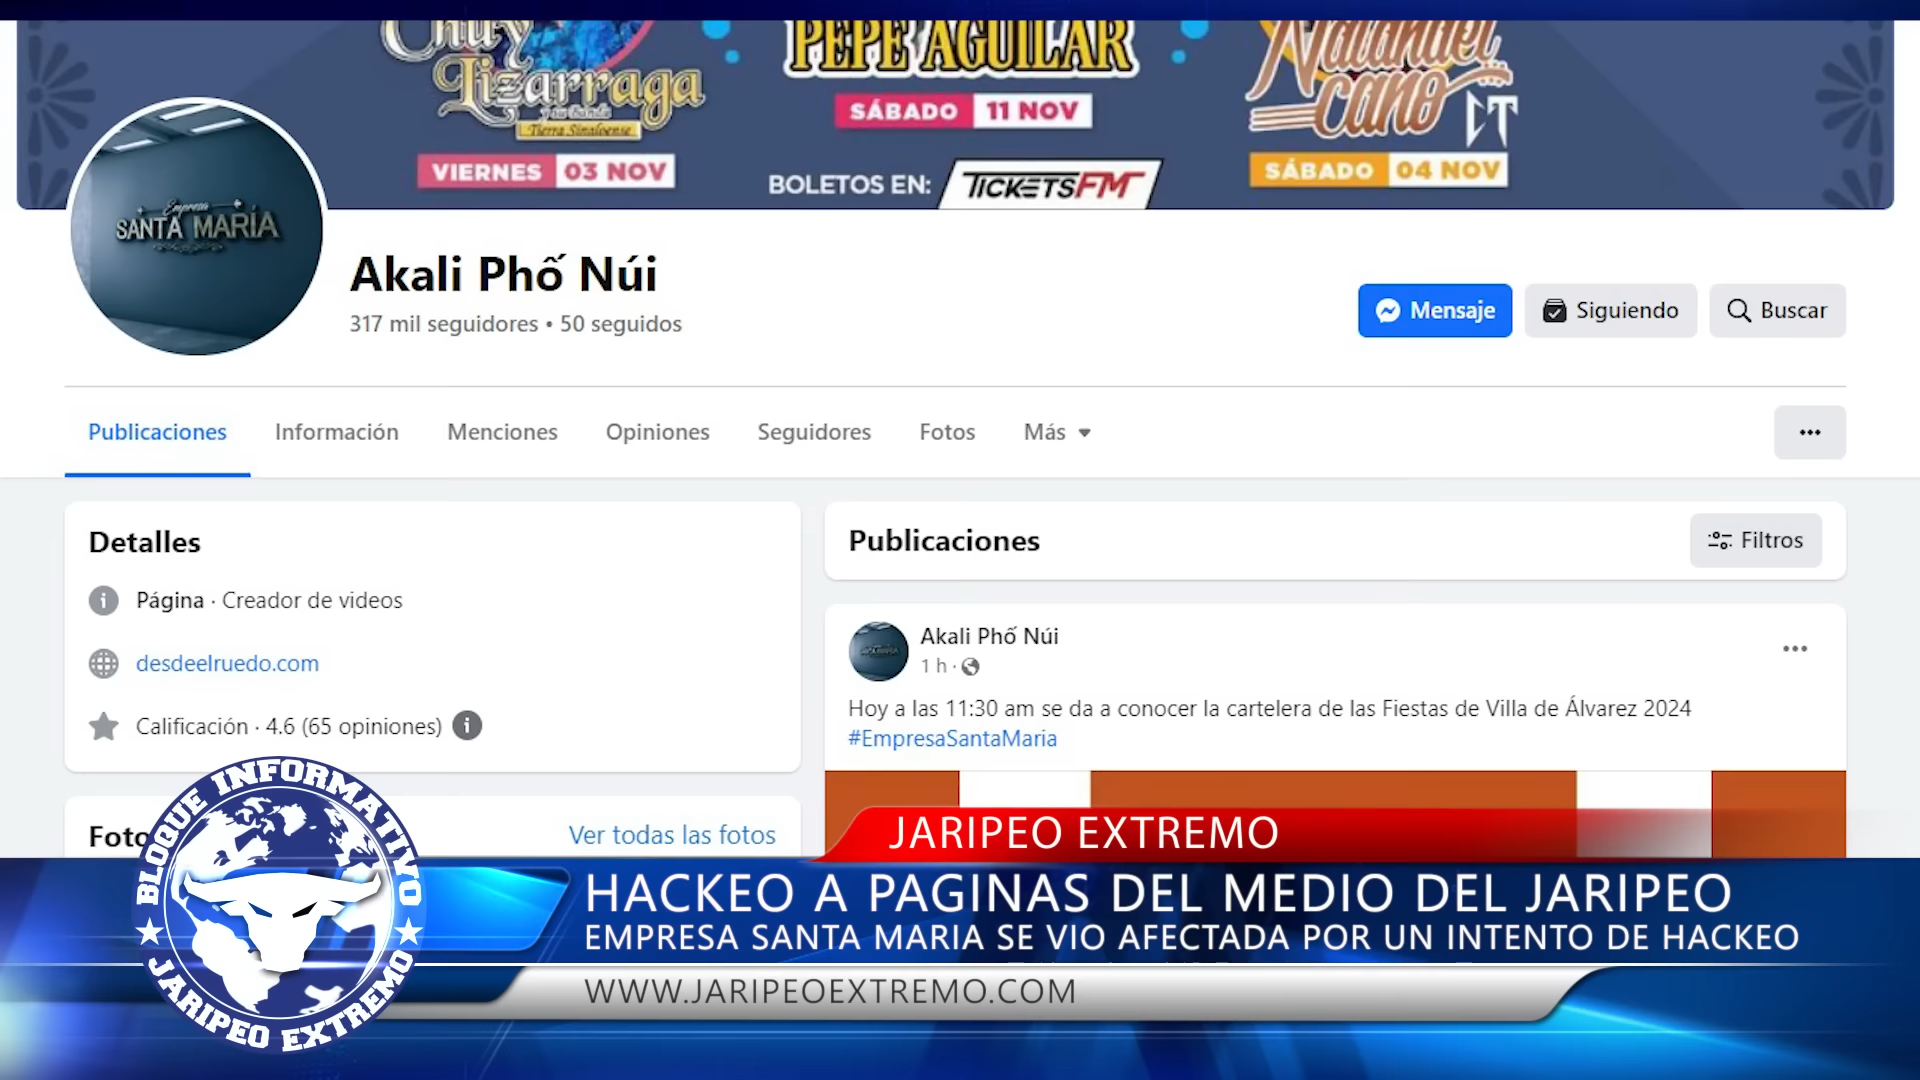 Chuy
Lizarraga
y su Banda
Tierra Sinaloense
VIERNES 03 NOV
PEPE AGUILAR
SÁBADO 11 NOV
BOLETOS EN: TICKETSFM
Natanael
cano
CT
SÁBADO 04 NOV
Empresa
SANTA MARÍA
Akali Phố Núi
317 mil seguidores • 50 seguidos
Mensaje
Siguiendo
Buscar
Publicaciones
Información
Menciones
Opiniones
Seguidores
Fotos
Más
Detalles
Página · Creador de videos
desdeelruedo.com
Calificación · 4.6 (65 opiniones)
Foto
Ver todas las fotos
Publicaciones
Filtros
Akali Phố Núi
1 h ·
Hoy a las 11:30 am se da a conocer la cartelera de las Fiestas de Villa de Álvarez 2024
#EmpresaSantaMaria
BLOQUE INFORMATIVO
JARIPEO EXTREMO
JARIPEO EXTREMO
HACKEO A PAGINAS DEL MEDIO DEL JARIPEO
EMPRESA SANTA MARIA SE VIO AFECTADA POR UN INTENTO DE HACKEO
WWW.JARIPEOEXTREMO.COM